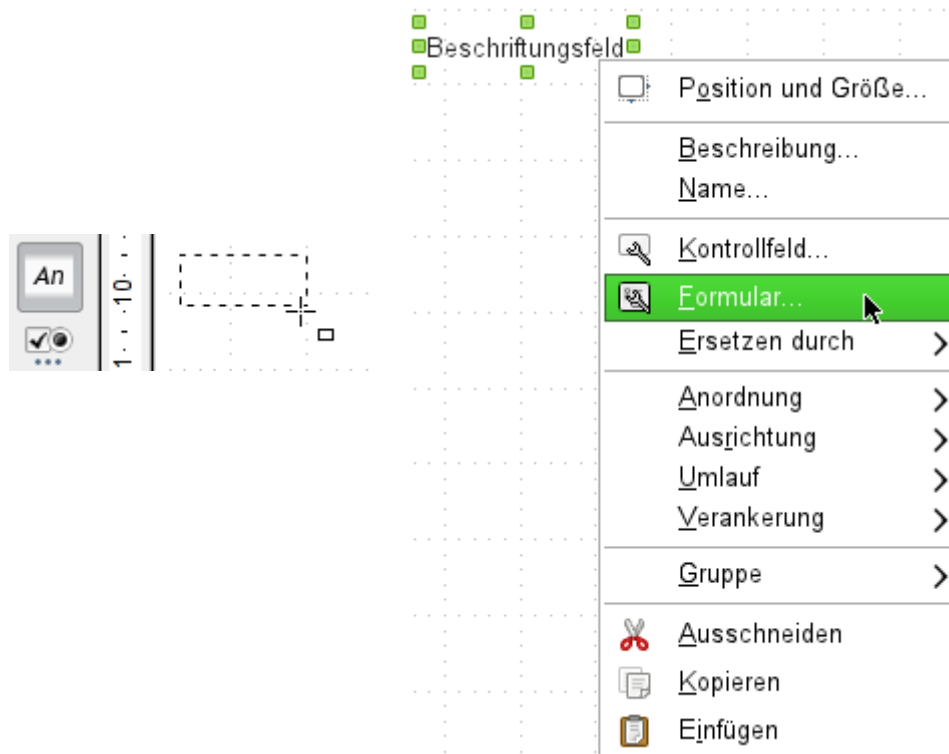 An
1 · · · 10 ·
Beschriftungsfeld
Position und Größe...
Beschreibung...
Name...
Kontrollfeld...
Formular...
Ersetzen durch
Anordnung
Ausrichtung
Umlauf
Verankerung
Gruppe
Ausschneiden
Kopieren
Einfügen